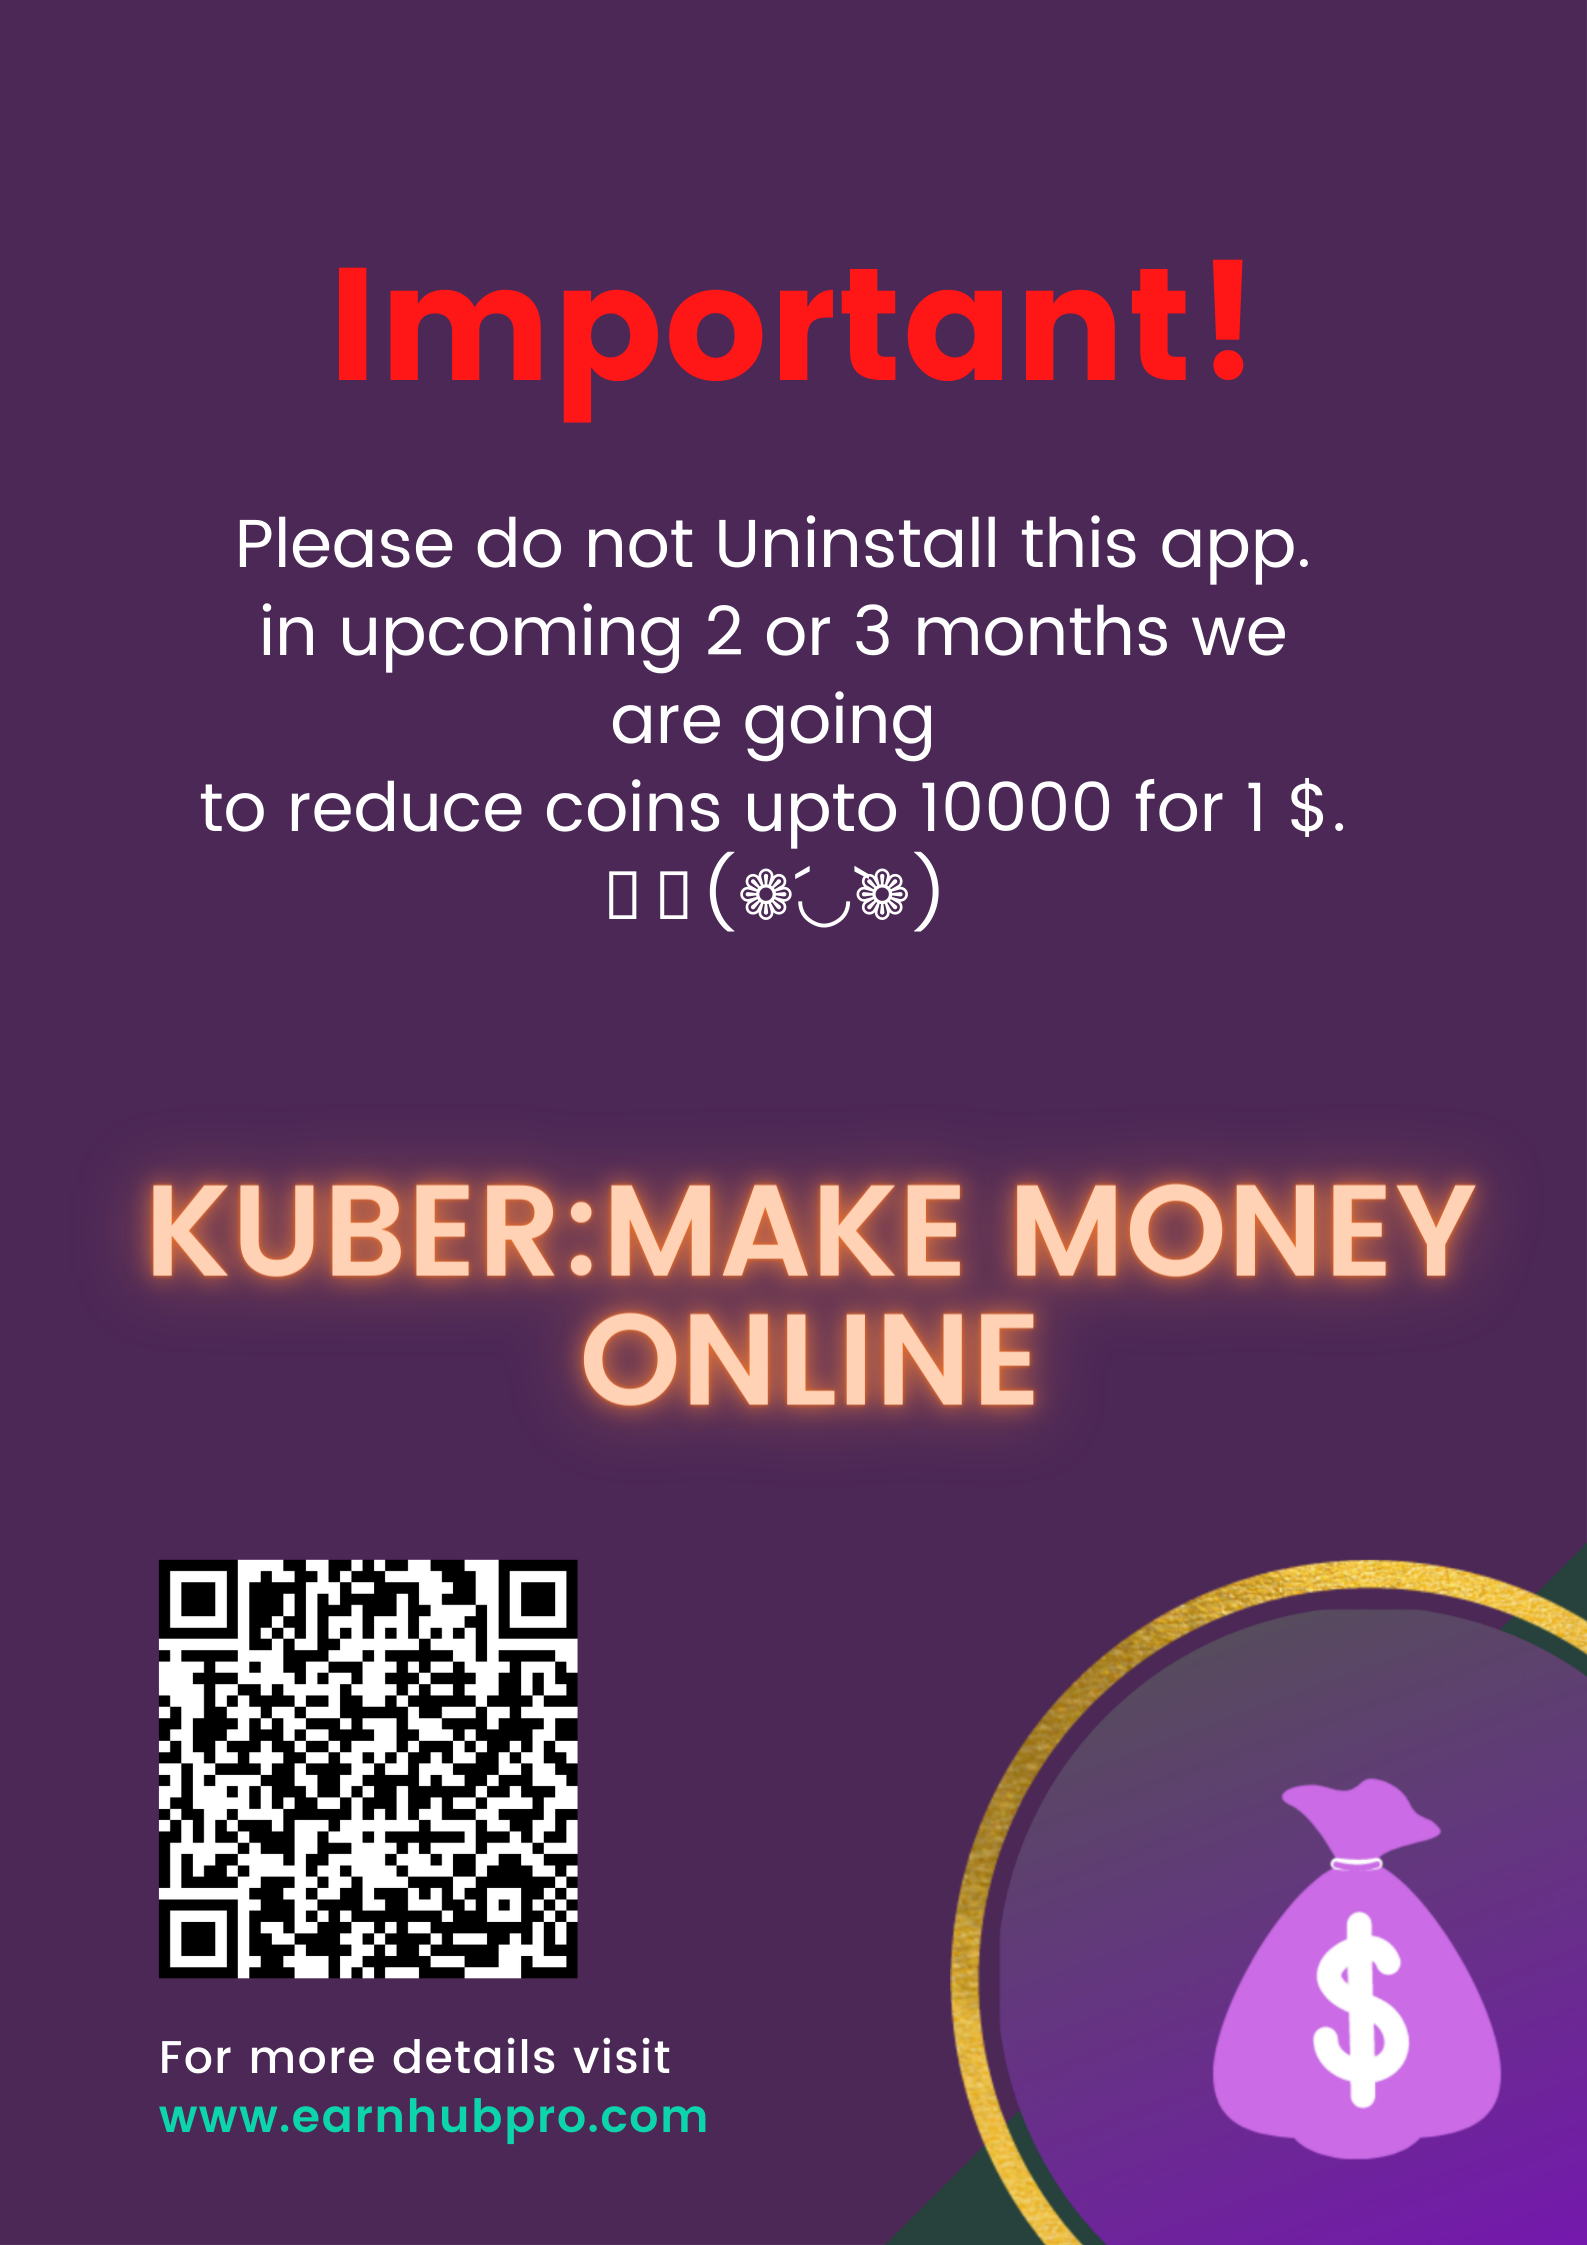 Important!
Please do not Uninstall this app.
in upcoming 2 or 3 months we
are going
to reduce coins upto 10000 for 1 $.
(❁´◡`❁)
KUBER:MAKE MONEY
ONLINE
$
For more details visit
www.earnhubpro.com